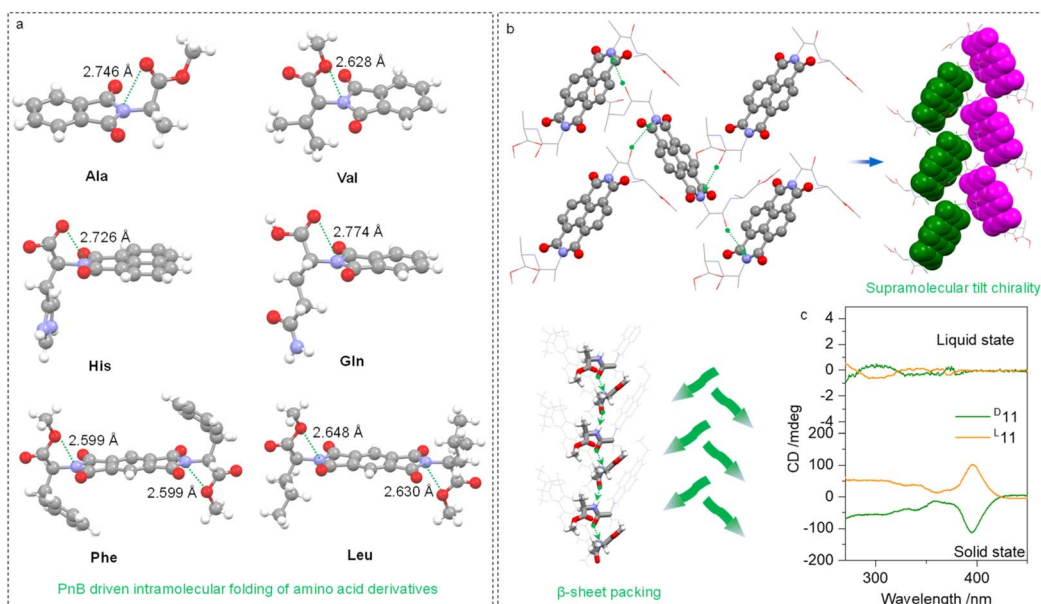 a
2.746 Å
2.628 Å
Ala
Val
2.726 Å
2.774 Å
His
Gln
2.599 Å
2.599 Å
2.648 Å
2.630 Å
Phe
Leu
PnB driven intramolecular folding of amino acid derivatives
b
Supramolecular tilt chirality
β-sheet packing
c
Liquid state
4
2
0
-2
-4
D11
L11
200
100
0
-100
-200
CD /mdeg
Solid state
300
400
Wavelength /nm